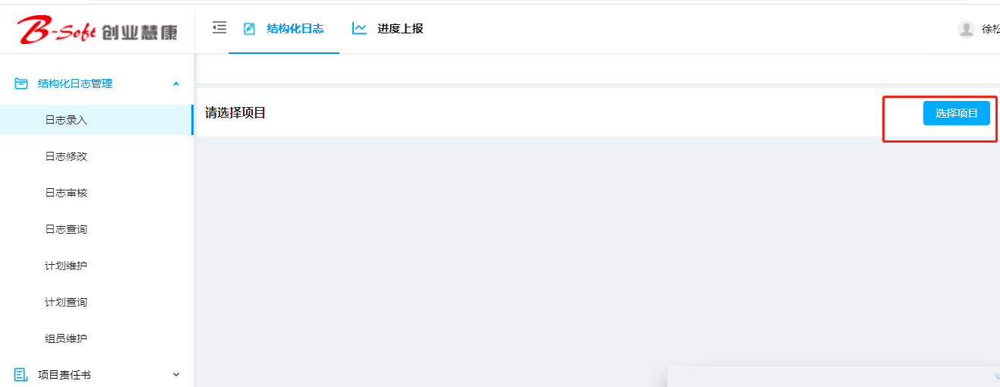 B-Soft 创业慧康
结构化日志
进度上报
徐松
结构化日志管理
日志录入
日志修改
日志审核
日志查询
计划维护
计划查询
组员维护
项目责任书
请选择项目
选择项目